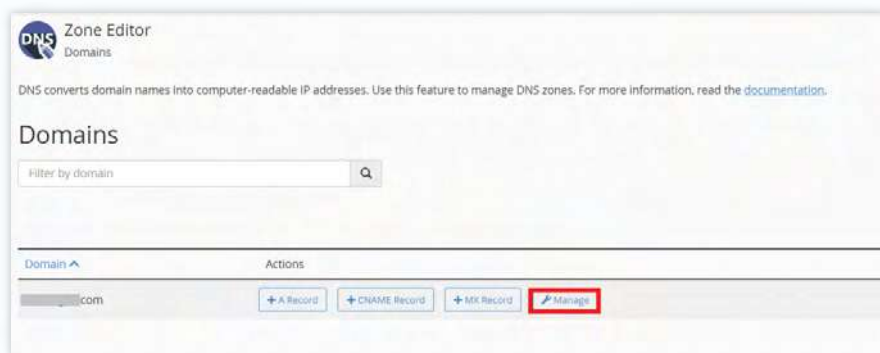 DNS
Zone Editor
Domains
DNS converts domain names into computer-readable IP addresses. Use this feature to manage DNS zones. For more information, read the documentation.
Domains
Filter by domain
Domain Actions
com + A Record + CNAME Record + MX Record Manage